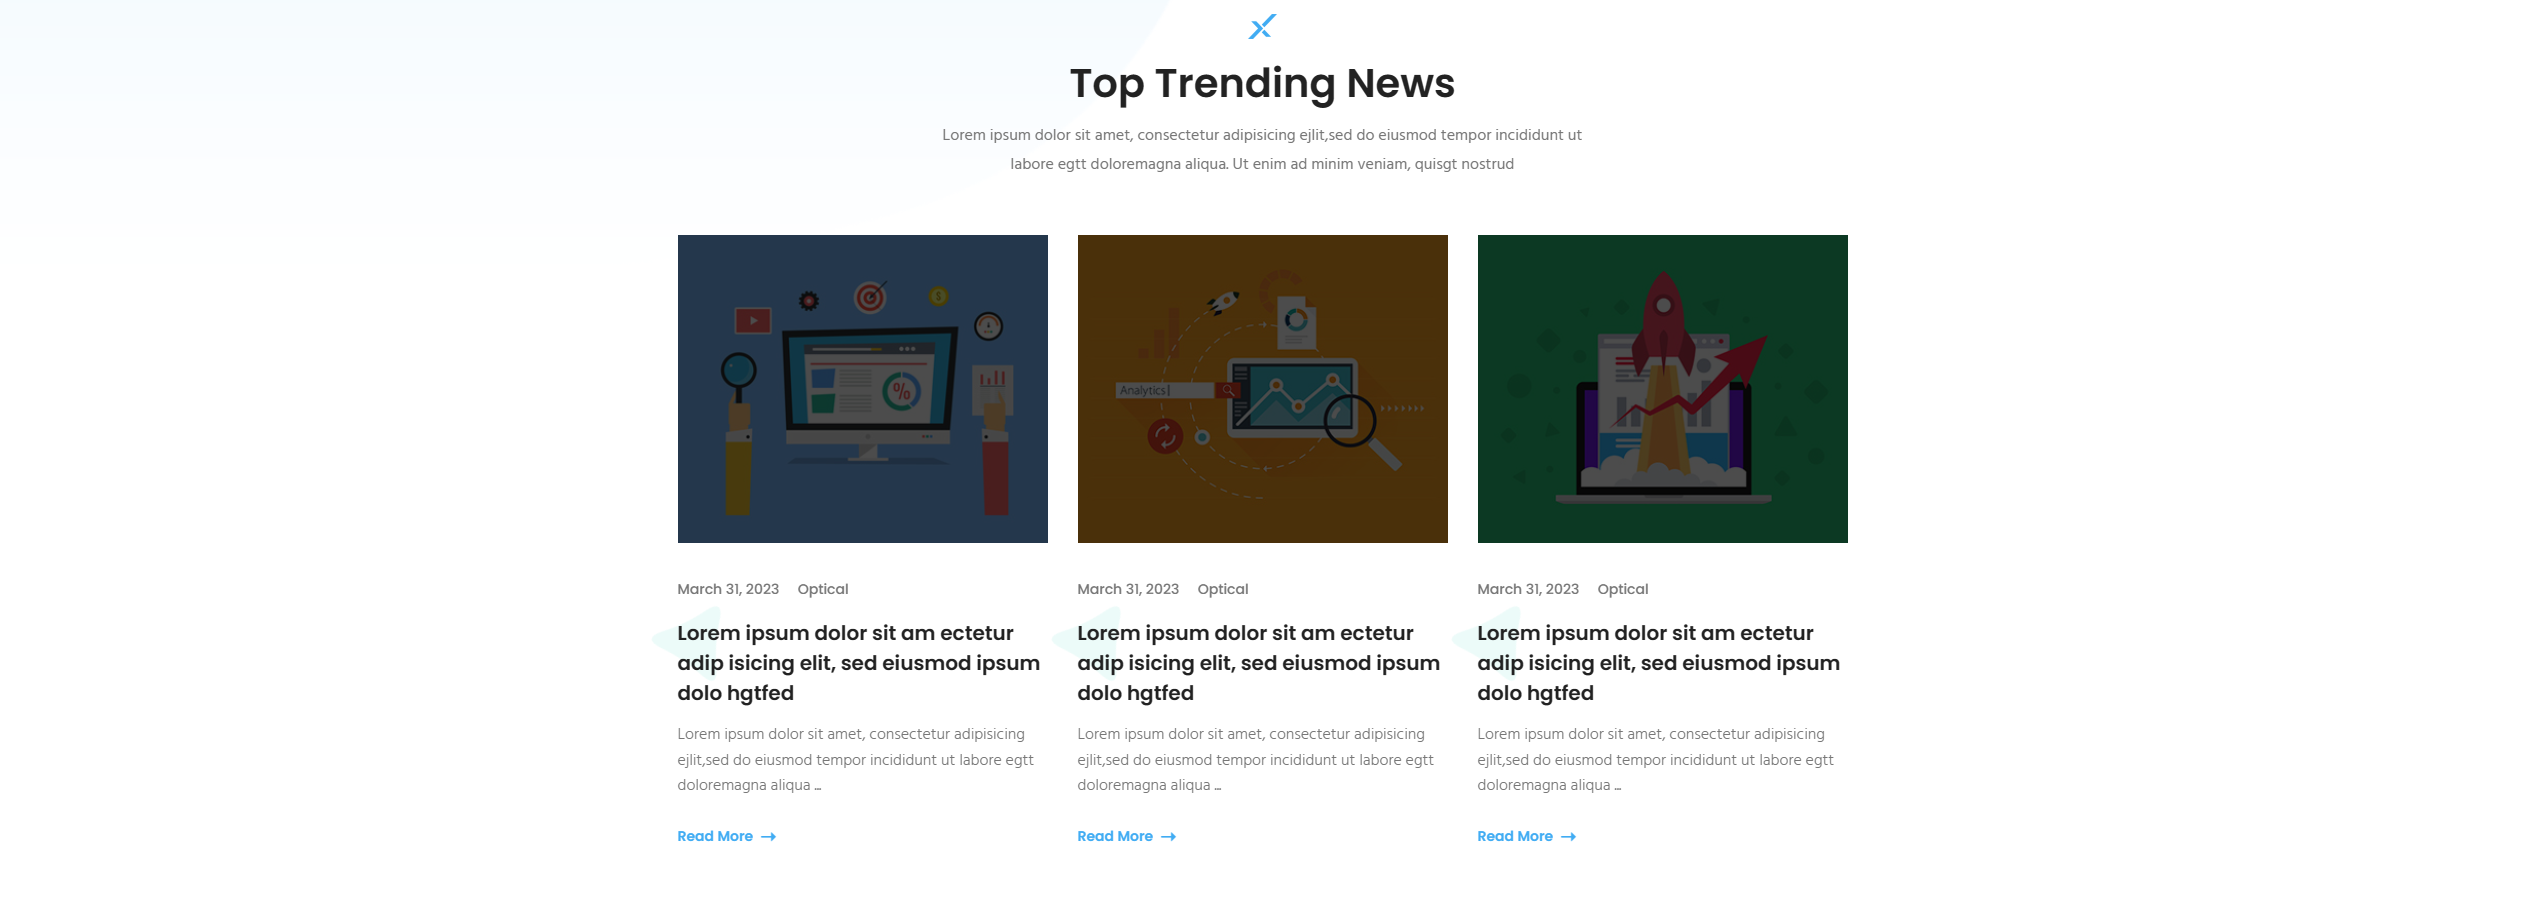 Top Trending News
Lorem ipsum dolor sit amet, consectetur adipisicing ejlit,sed do eiusmod tempor incididunt ut
labore egtt doloremagna aliqua. Ut enim ad minim veniam, quisgt nostrud
%
$
Analytics
March 31, 2023 Optical
Lorem ipsum dolor sit am ectetur
adip isicing elit, sed eiusmod ipsum
dolo hgtfed
Lorem ipsum dolor sit amet, consectetur adipisicing
ejlit,sed do eiusmod tempor incididunt ut labore egtt
doloremagna aliqua ...
Read More →
March 31, 2023 Optical
Lorem ipsum dolor sit am ectetur
adip isicing elit, sed eiusmod ipsum
dolo hgtfed
Lorem ipsum dolor sit amet, consectetur adipisicing
ejlit,sed do eiusmod tempor incididunt ut labore egtt
doloremagna aliqua ...
Read More →
March 31, 2023 Optical
Lorem ipsum dolor sit am ectetur
adip isicing elit, sed eiusmod ipsum
dolo hgtfed
Lorem ipsum dolor sit amet, consectetur adipisicing
ejlit,sed do eiusmod tempor incididunt ut labore egtt
doloremagna aliqua ...
Read More →